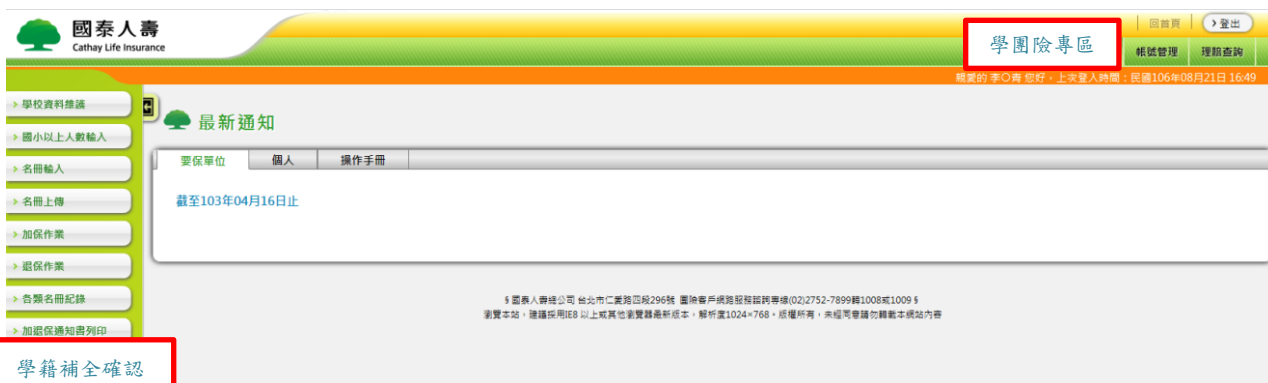 國泰人壽
Cathay Life Insurance
回首頁
登出
學團險專區
帳號管理
理賠查詢
親愛的 李〇青 您好,上次登入時間:民國106年08月21日 16:49
學校資料維護
國小以上人數輸入
名冊輸入
名冊上傳
加保作業
退保作業
各類名冊紀錄
加退保通知書列印
學籍補全確認
最新通知
要保單位
個人
操作手冊
截至103年04月16日止
§國泰人壽總公司 台北市仁愛路四段296號 團險客戶網路服務諮詢專線(02)2752-7899轉1008或1009§
瀏覽本站,建議採用IE8 以上或其他瀏覽器最新版本,解析度1024×768,版權所有,未經同意請勿轉載本網站內容